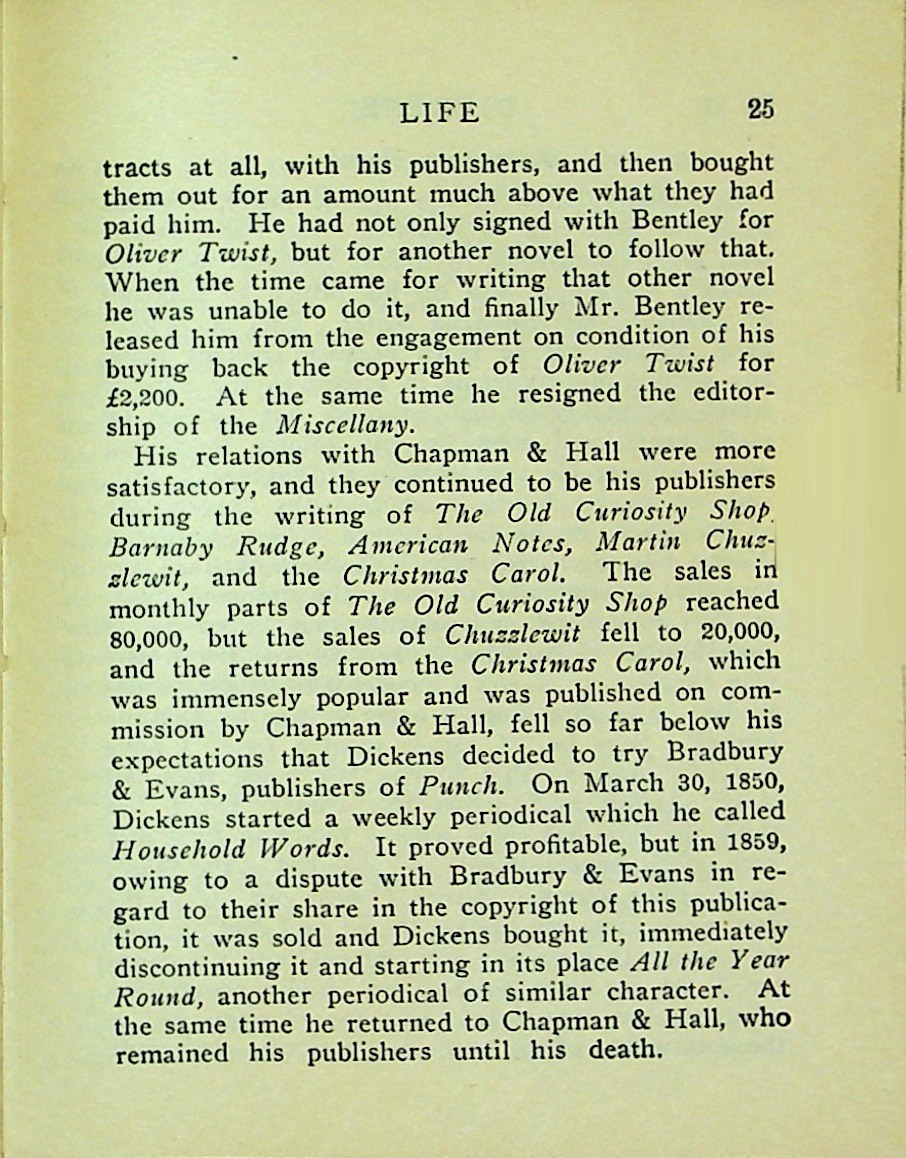 LIFE 25
tracts at all, with his publishers, and then bought
them out for an amount much above what they had
paid him. He had not only signed with Bentley for
Oliver Twist, but for another novel to follow that.
When the time came for writing that other novel
he was unable to do it, and finally Mr. Bentley re-
leased him from the engagement on condition of his
buying back the copyright of Oliver Twist for
£2,200. At the same time he resigned the editor-
ship of the Miscellany.
His relations with Chapman & Hall were more
satisfactory, and they continued to be his publishers
during the writing of The Old Curiosity Shop.
Barnaby Rudge, American Notes, Martin Chuz-
zlewit, and the Christmas Carol. The sales in
monthly parts of The Old Curiosity Shop reached
80,000, but the sales of Chuzzlewit fell to 20,000,
and the returns from the Christmas Carol, which
was immensely popular and was published on com-
mission by Chapman & Hall, fell so far below his
expectations that Dickens decided to try Bradbury
& Evans, publishers of Punch. On March 30, 1850,
Dickens started a weekly periodical which he called
Household Words. It proved profitable, but in 1859,
owing to a dispute with Bradbury & Evans in re-
gard to their share in the copyright of this publica-
tion, it was sold and Dickens bought it, immediately
discontinuing it and starting in its place All the Year
Round, another periodical of similar character. At
the same time he returned to Chapman & Hall, who
remained his publishers until his death.